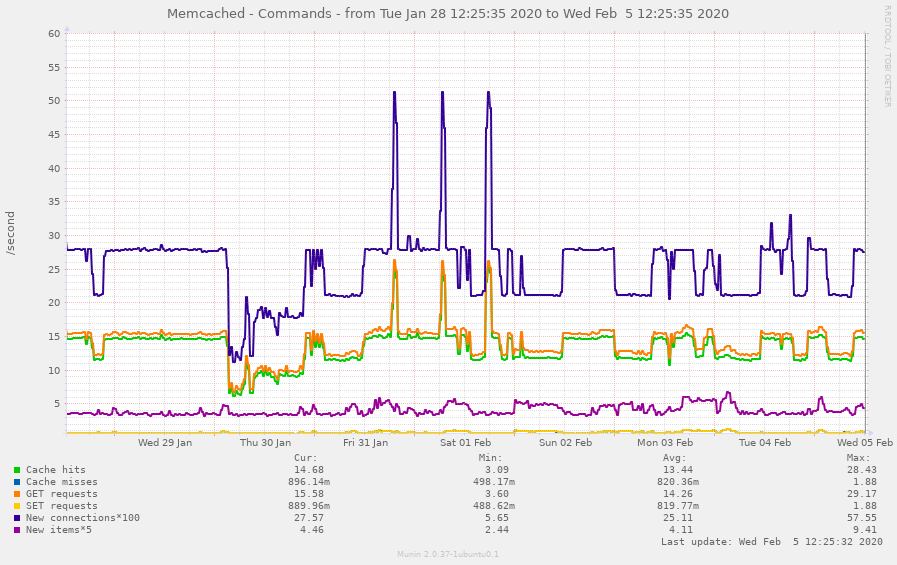 Memcached - Commands - from Tue Jan 28 12:25:35 2020 to Wed Feb  5 12:25:35 2020
RRDTOOL / TOBI OETIKER
/second
60
55
50
45
40
35
30
25
20
15
10
5
Wed 29 Jan Thu 30 Jan Fri 31 Jan Sat 01 Feb Sun 02 Feb Mon 03 Feb Tue 04 Feb Wed 05 Feb
Cur: Min: Avg: Max:
Cache hits 14.68 3.09 13.44 28.43
Cache misses 896.14m 498.17m 820.36m 1.88
GET requests 15.58 3.60 14.26 29.17
SET requests 889.96m 488.62m 819.77m 1.88
New connections*100 27.57 5.65 25.11 57.55
New items*5 4.46 2.44 4.11 9.41
Last update: Wed Feb  5 12:25:32 2020
Munin 2.0.37-1ubuntu0.1